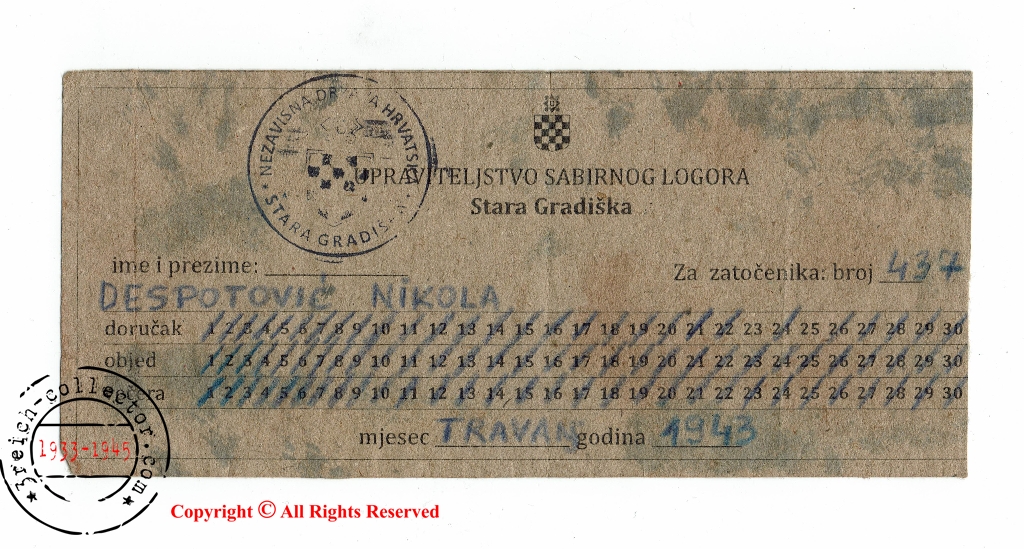 NEZAVISNA DRŽAVA HRVATSKA
STARA GRADIŠKA
UPRAVITELJSTVO SABIRNOG LOGORA
Stara Gradiška
ime i prezime: Za zatočenika: broj 437
DESPOTOVIĆ NIKOLA
doručak 1 2 3 4 5 6 7 8 9 10 11 12 13 14 15 16 17 18 19 20 21 22 23 24 25 26 27 28 29 30
objed 1 2 3 4 5 6 7 8 9 10 11 12 13 14 15 16 17 18 19 20 21 22 23 24 25 26 27 28 29 30
večera 1 2 3 4 5 6 7 8 9 10 11 12 13 14 15 16 17 18 19 20 21 22 23 24 25 26 27 28 29 30
mjesec TRAVANJ godina 1943
3reich-collector.com
1933-1945
Copyright © All Rights Reserved